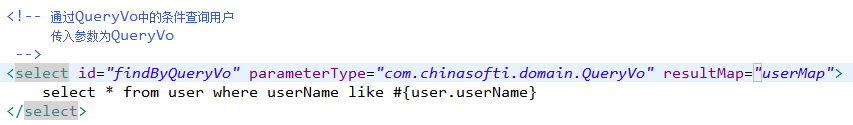 <!-- 通过QueryVo中的条件查询用户
传入参数为QueryVo
-->
<select id="findByQueryVo" parameterType="com.chinasofti.domain.QueryVo" resultMap="userMap">
select * from user where userName like #{user.userName}
</select>